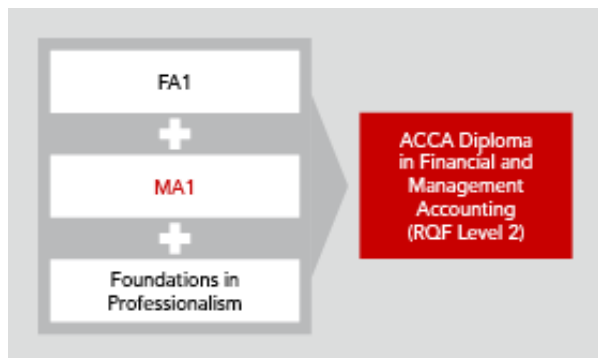 FA1
+
MA1
+
Foundations in
Professionalism
ACCA Diploma
in Financial and
Management
Accounting
(RQF Level 2)